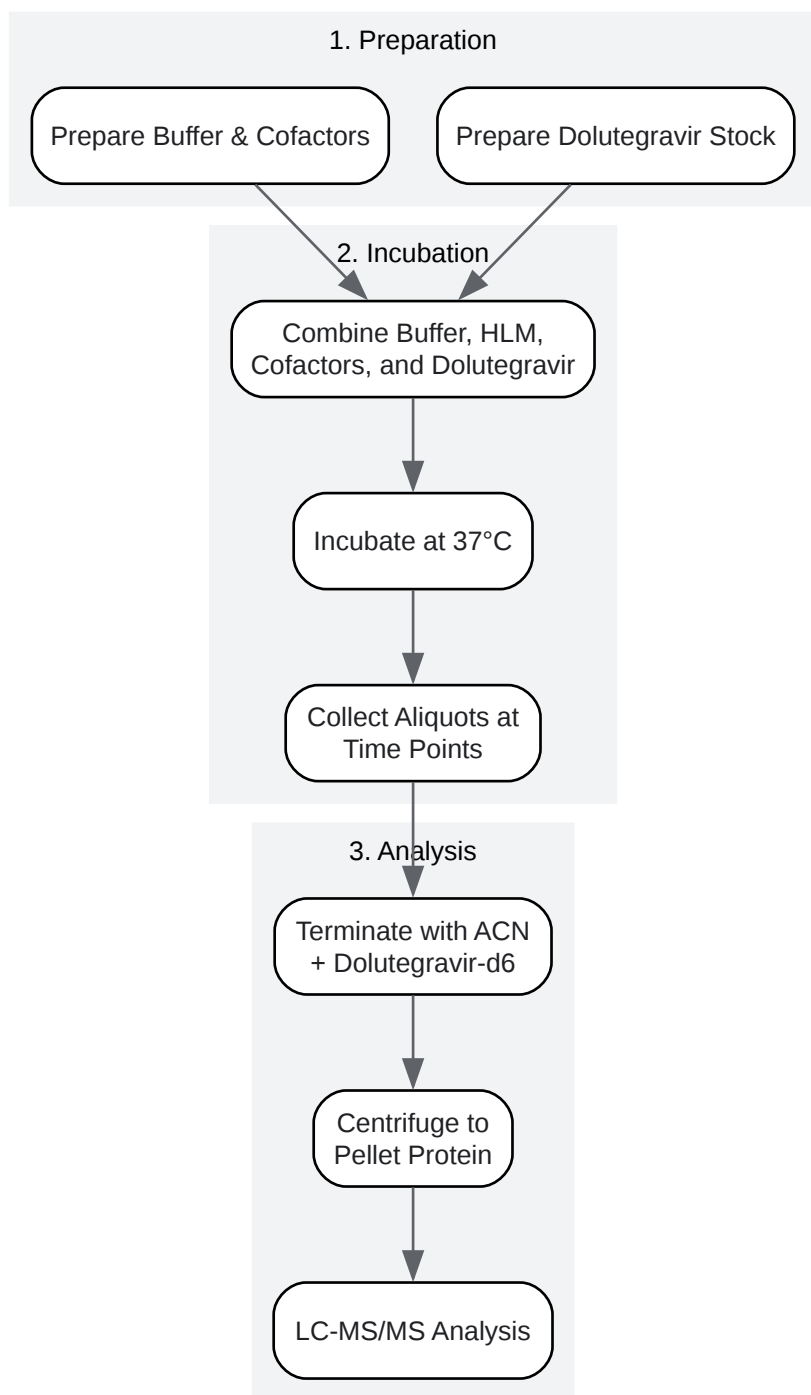 1. Preparation
Prepare Buffer & Cofactors
Prepare Dolutegravir Stock
2. Incubation
Combine Buffer, HLM,
Cofactors, and Dolutegravir
Incubate at 37°C
Collect Aliquots at
Time Points
3. Analysis
Terminate with ACN
+ Dolutegravir-d6
Centrifuge to
Pellet Protein
LC-MS/MS Analysis